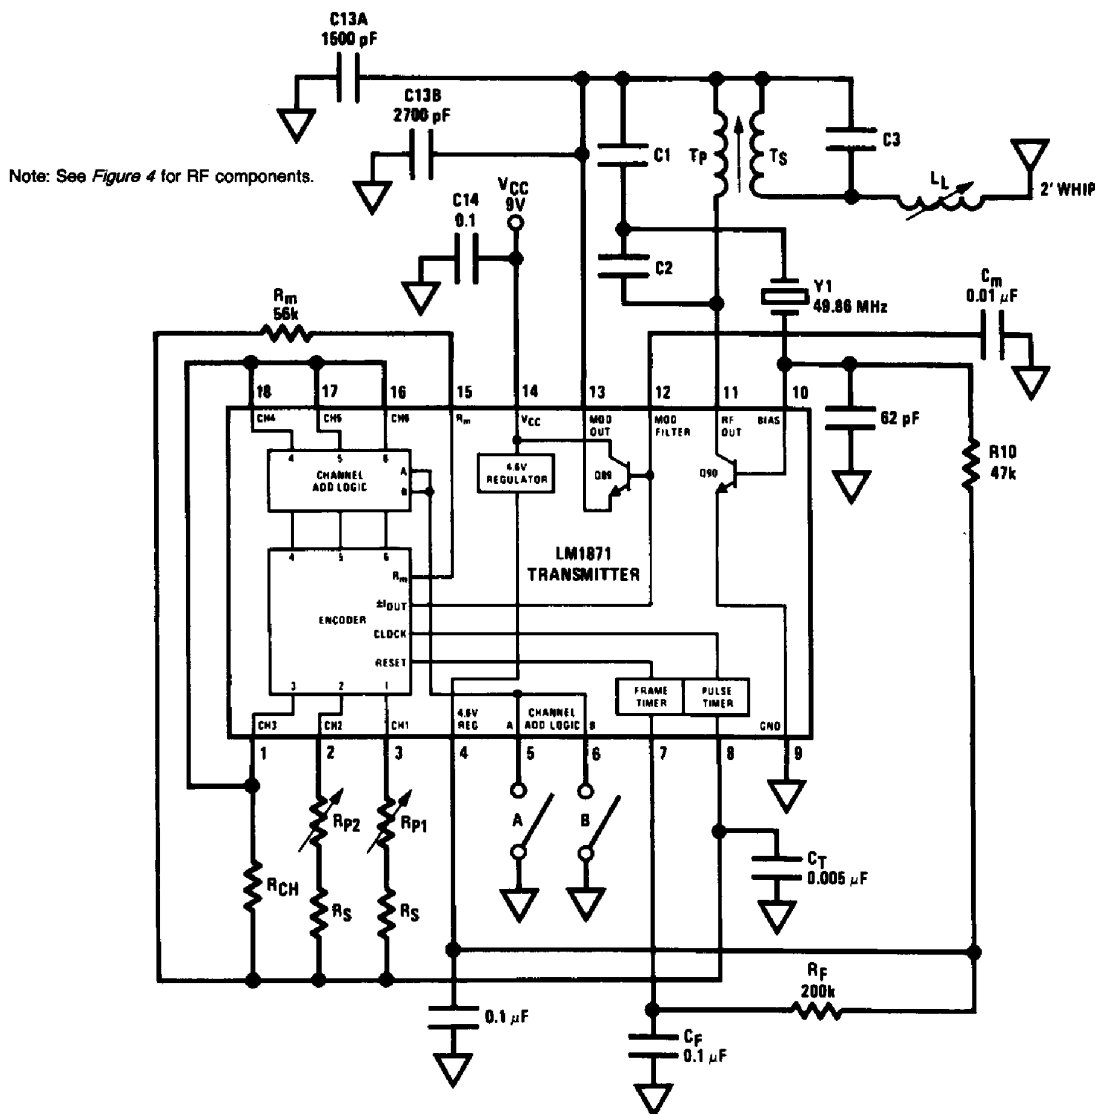 C13A
1500 pF
C13B
2700 pF
C1
TP
TS
C3
LL
2' WHIP
Note: See Figure 4 for RF components.
VCC
9V
C14
0.1
C2
Y1
49.86 MHz
Cm
0.01 µF
Rm
56k
18 17 16 15 14 13 12 11 10
CH4 CH5 CH6 Rm VCC MOD OUT MOD FILTER RF OUT BIAS
62 pF
R10
47k
4 5 6
CHANNEL
ADD LOGIC
A
B
4.6V
REGULATOR
Q89
Q90
4 5 6
LM1871
TRANSMITTER
Rm
±IOUT
ENCODER
CLOCK
RESET
3 2 1
FRAME
TIMER
PULSE
TIMER
CH3 CH2 CH1
4.6V
REG
A
CHANNEL
ADD LOGIC
B
GND
1 2 3 4 5 6 7 8 9
RP2
RP1
A
B
RCH
RS
RS
CT
0.005 µF
RF
200k
0.1 µF
CF
0.1 µF